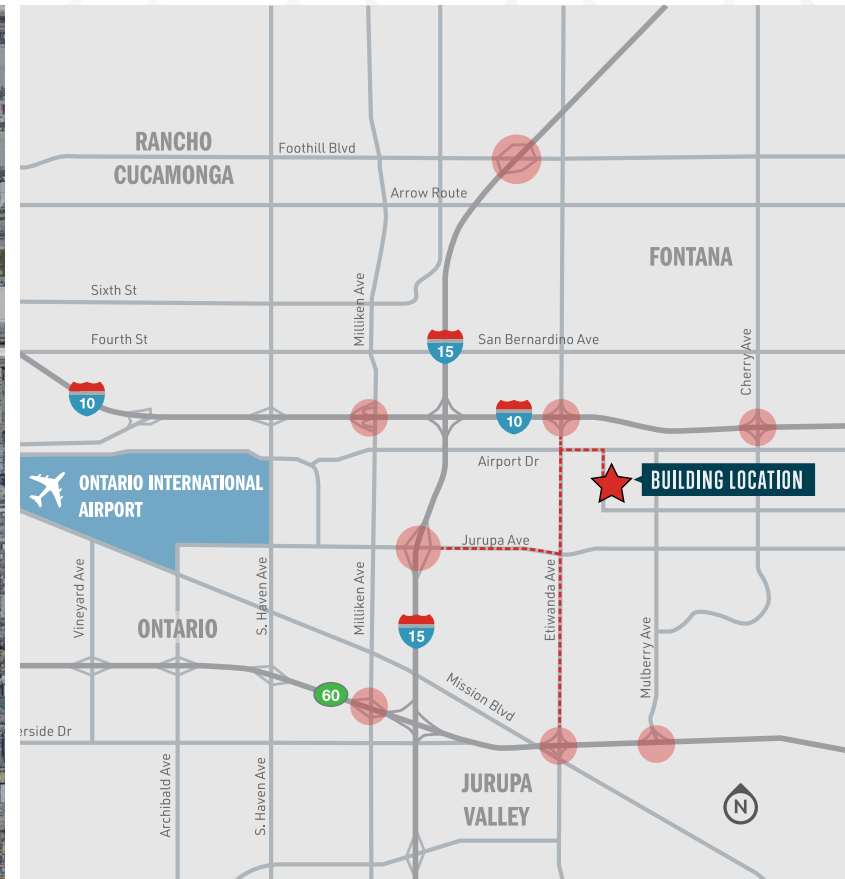 RANCHO
CUCAMONGA
Foothill Blvd
Arrow Route
FONTANA
Sixth St
Milliken Ave
Fourth St
15
San Bernardino Ave
Cherry Ave
10
10
Airport Dr
ONTARIO INTERNATIONAL
AIRPORT
BUILDING LOCATION
Jurupa Ave
Vineyard Ave
S. Haven Ave
Milliken Ave
Etiwanda Ave
ONTARIO
15
Mulberry Ave
60
Mission Blvd
erside Dr
Archibald Ave
S. Haven Ave
JURUPA
VALLEY
N